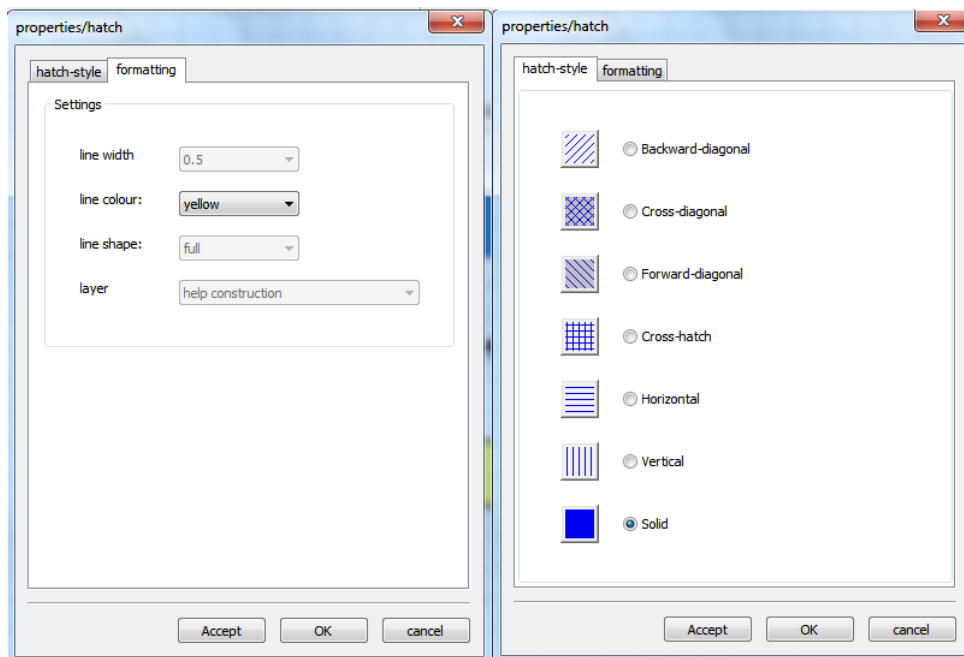 properties/hatch
hatch-style formatting
Settings
line width 0.5
line colour: yellow
line shape: full
layer help construction
Accept OK cancel
properties/hatch
hatch-style formatting
Backward-diagonal
Cross-diagonal
Forward-diagonal
Cross-hatch
Horizontal
Vertical
Solid
Accept OK cancel